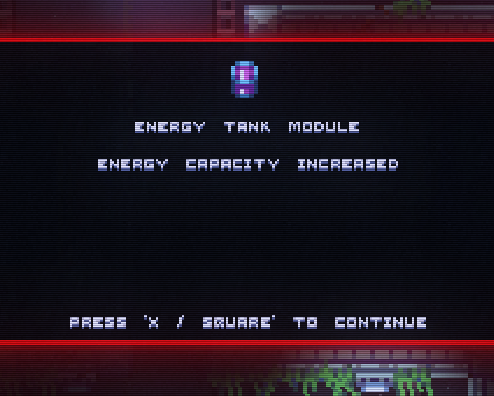 ENERGY TANK MODULE
ENERGY CAPACITY INCREASED
PRESS 'X / SQUARE' TO CONTINUE